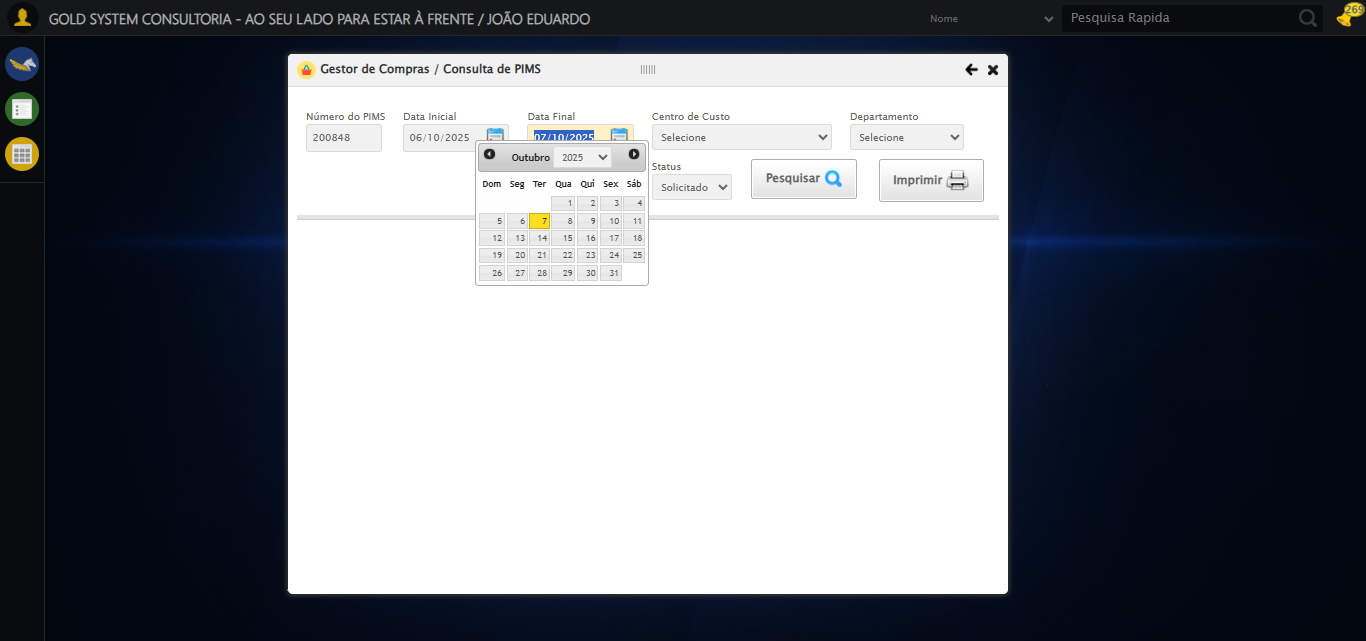 GOLD SYSTEM CONSULTORIA - AO SEU LADO PARA ESTAR À FRENTE / JOÃO EDUARDO
Nome
Pesquisa Rapida
269
Gestor de Compras / Consulta de PIMS
Número do PIMS Data Inicial Data Final Centro de Custo Departamento
200848 06/10/2025 07/10/2025 Selecione Selecione
Outubro 2025
Dom Seg Ter Qua Qui Sex Sáb
1 2 3 4
5 6 7 8 9 10 11
12 13 14 15 16 17 18
19 20 21 22 23 24 25
26 27 28 29 30 31
Status
Solicitado
Pesquisar
Imprimir